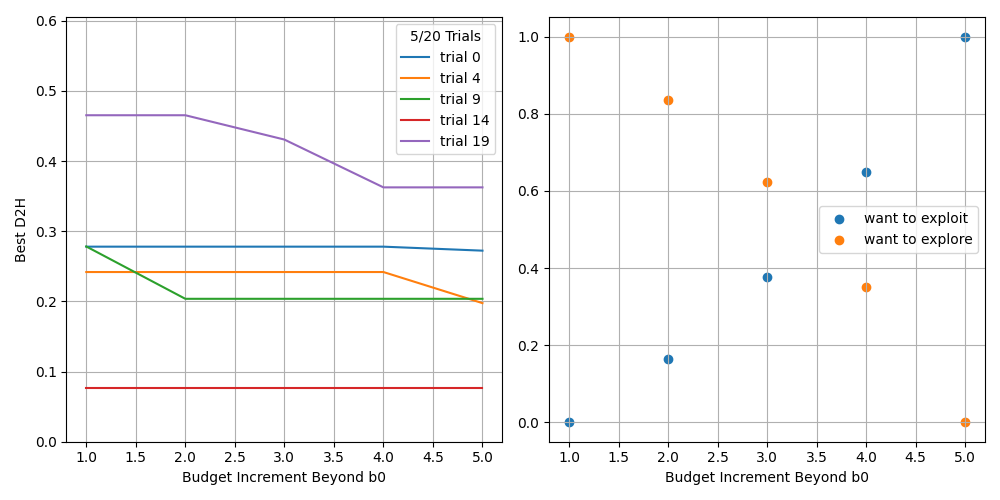 0.6
0.5
0.4
0.3
0.2
0.1
0.0
Best D2H
5/20 Trials
trial 0
trial 4
trial 9
trial 14
trial 19
1.0 1.5 2.0 2.5 3.0 3.5 4.0 4.5 5.0
Budget Increment Beyond b0
1.0
0.8
0.6
0.4
0.2
0.0
want to exploit
want to explore
1.0 1.5 2.0 2.5 3.0 3.5 4.0 4.5 5.0
Budget Increment Beyond b0